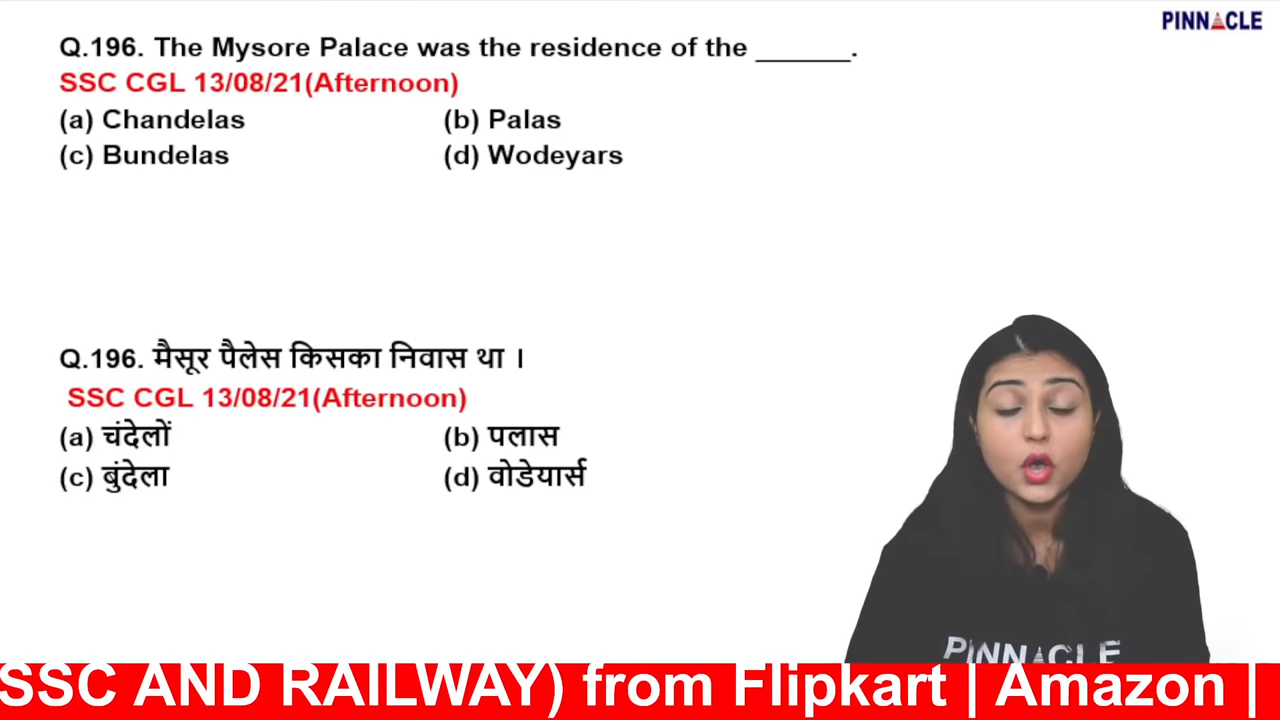 PINNACLE
Q.196. The Mysore Palace was the residence of the ______.
SSC CGL 13/08/21(Afternoon)
(a) Chandelas (b) Palas
(c) Bundelas (d) Wodeyars
Q.196. मैसूर पैलेस किसका निवास था ।
SSC CGL 13/08/21(Afternoon)
(a) चंदेलों (b) पलास
(c) बुंदेला (d) वोडेयार्स
PINNACLE
SSC AND RAILWAY) from Flipkart | Amazon |